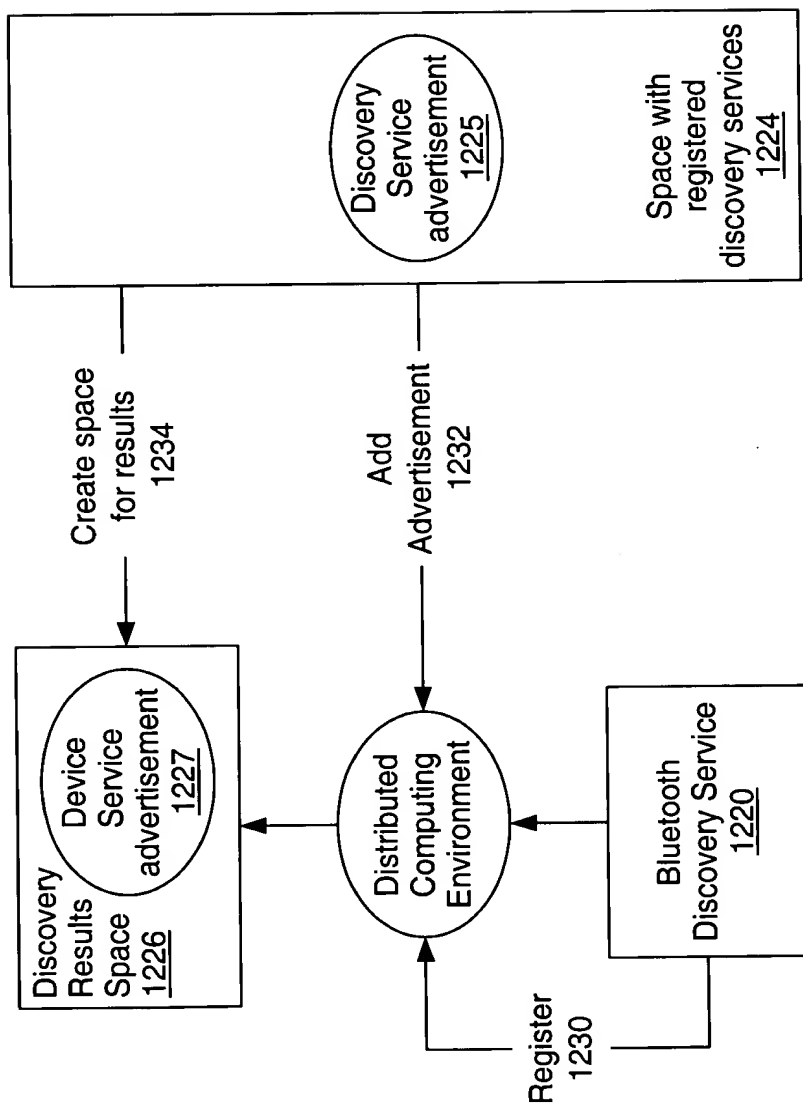 Discovery
Results
Space
1226
Device
Service
advertisement
1227
Create space
for results
1234
Distributed
Computing
Environment
Add
Advertisement
1232
Discovery
Service
advertisement
1225
Space with
registered
discovery services
1224
Register
1230
Bluetooth
Discovery Service
1220